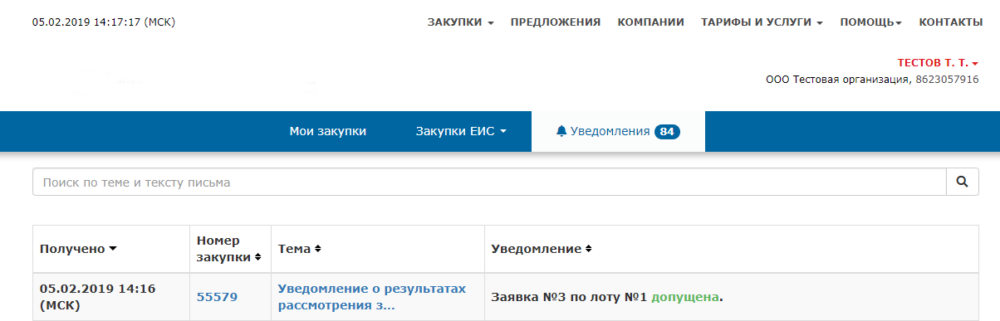 05.02.2019 14:17:17 (МСК)
ЗАКУПКИ ПРЕДЛОЖЕНИЯ КОМПАНИИ ТАРИФЫ И УСЛУГИ ПОМОЩЬ КОНТАКТЫ
ТЕСТОВ Т. Т.
ООО Тестовая организация, 8623057916
Мои закупки Закупки ЕИС Уведомления 84
Поиск по теме и тексту письма
Получено Номер закупки Тема Уведомление
05.02.2019 14:16 (МСК) 55579 Уведомление о результатах рассмотрения з... Заявка №3 по лоту №1 допущена.